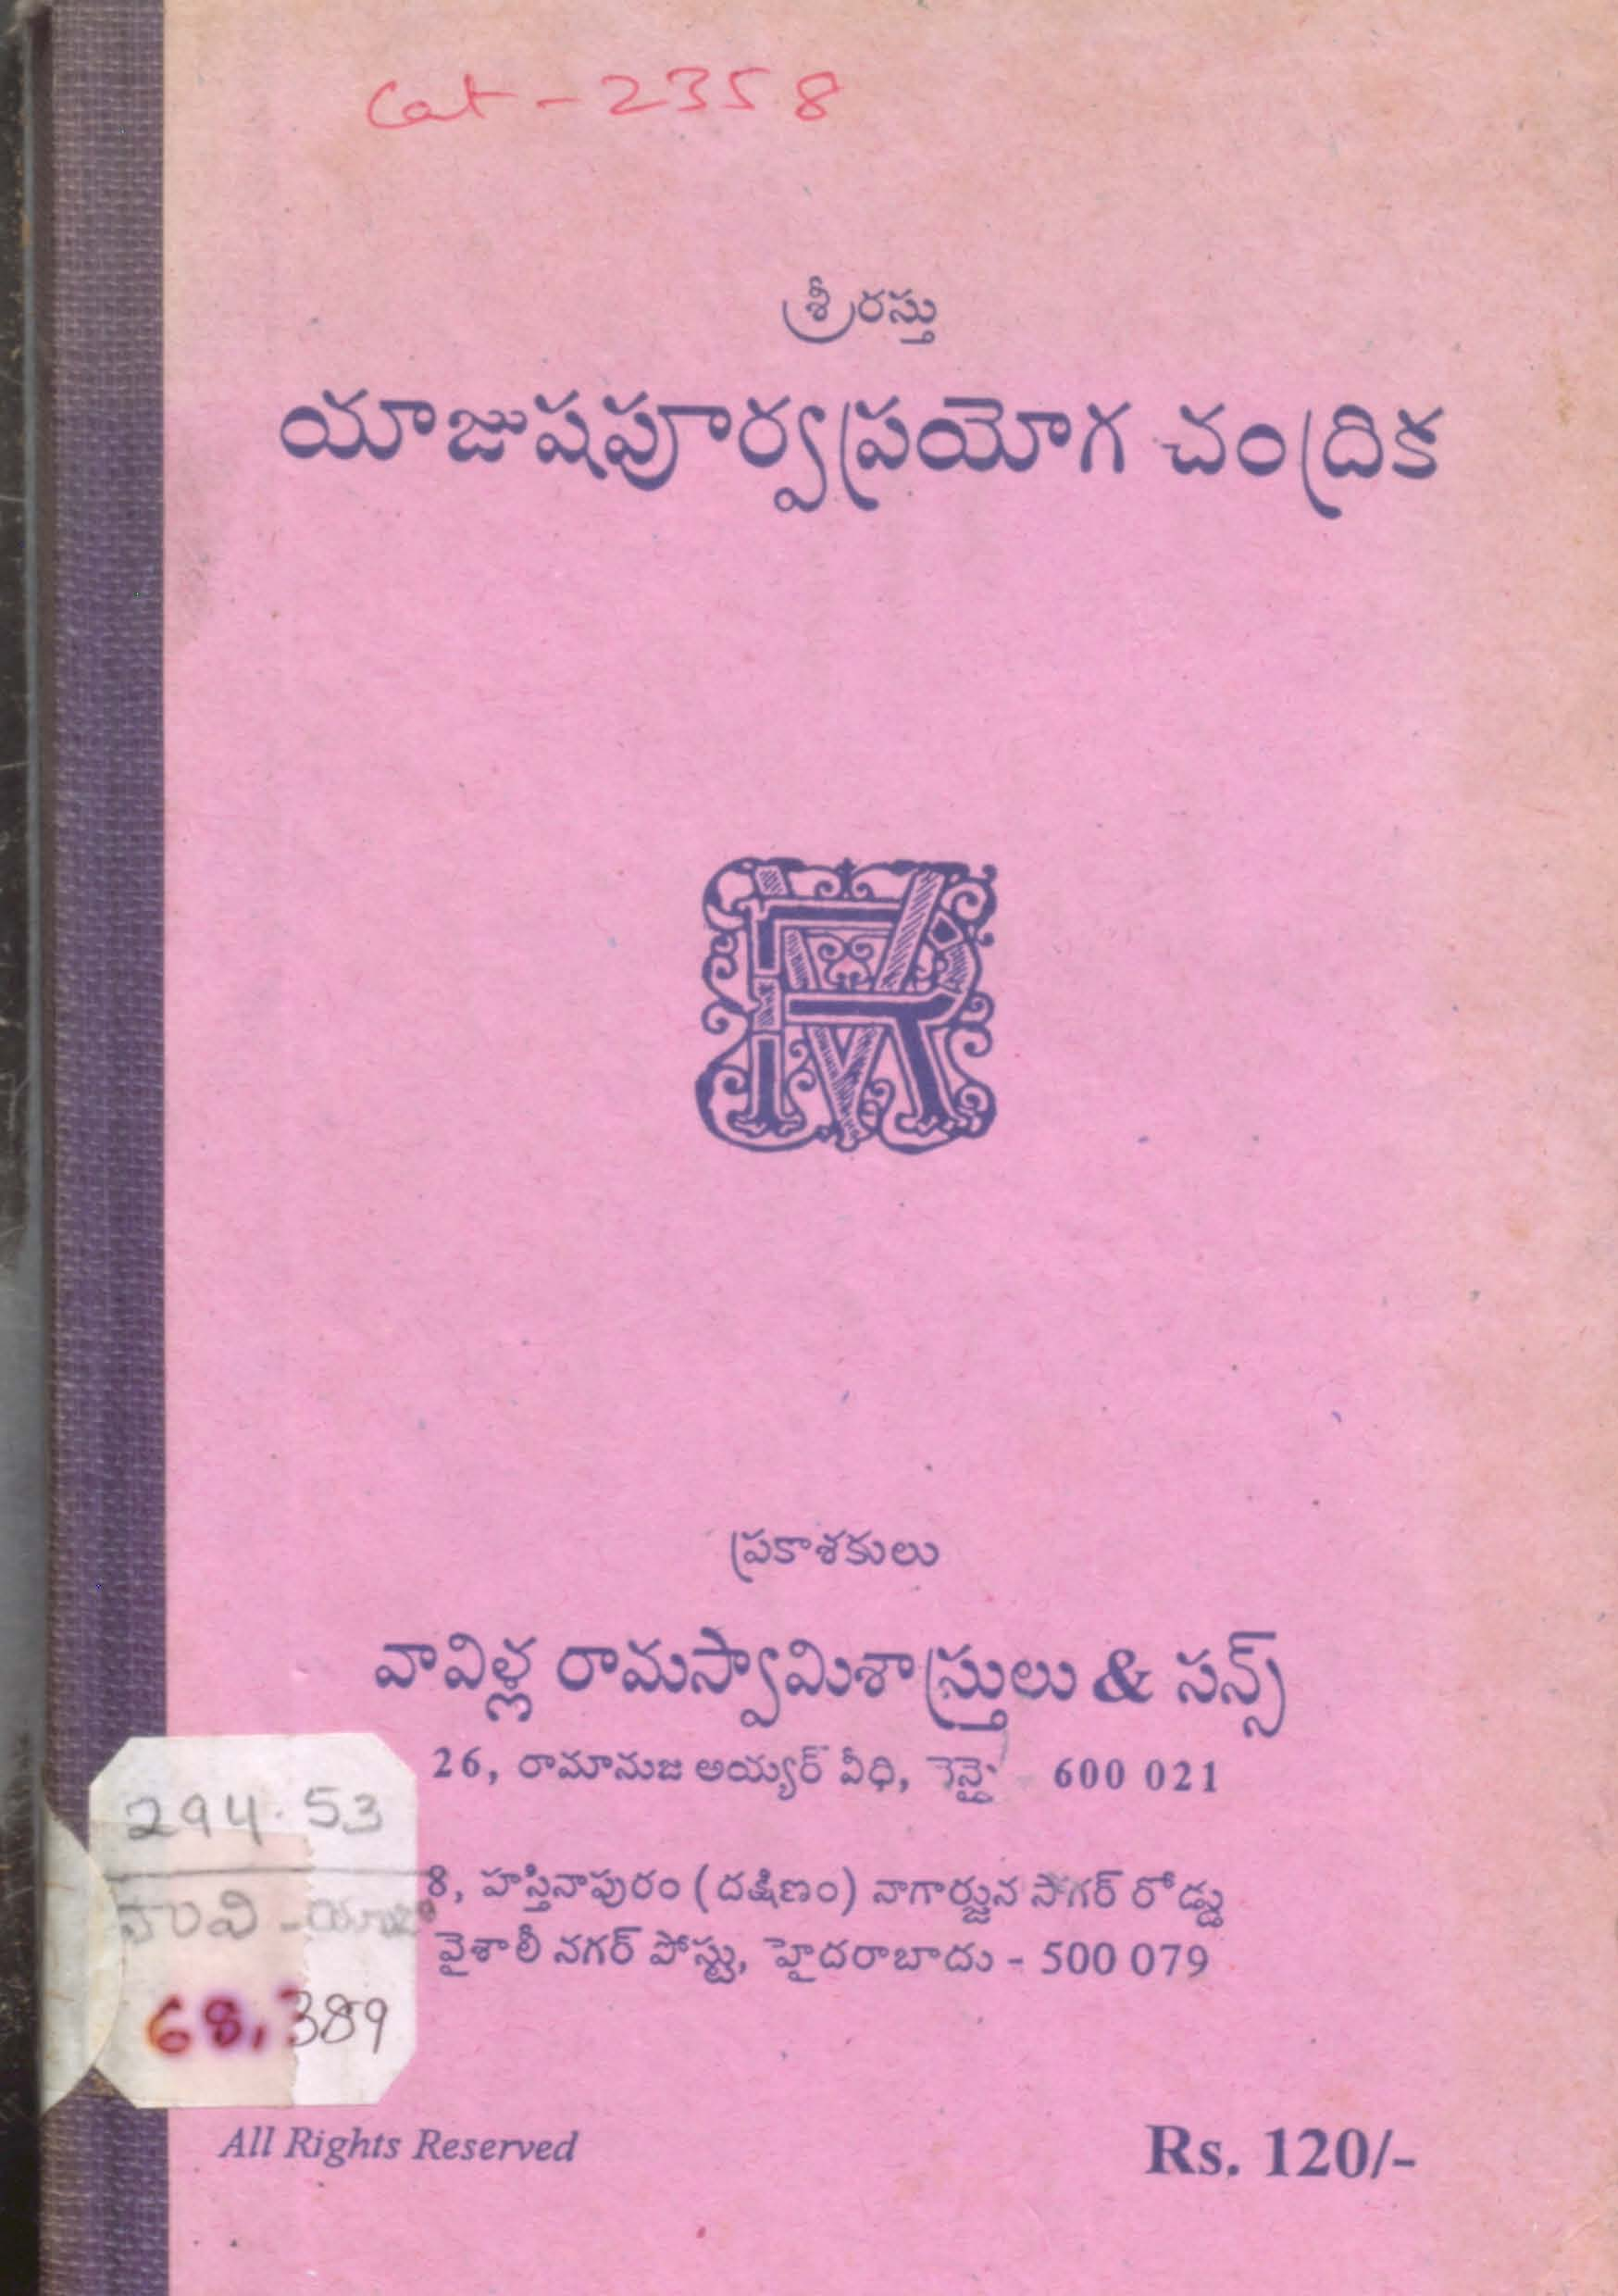 Cat - 2358
శ్రీరస్తు
యాజుషపూర్వప్రయోగ చంద్రిక
ప్రకాశకులు
వావిళ్ల రామస్వామిశాస్త్రులు & సన్స్
26, రామానుజ అయ్యర్ వీధి, చెన్నై 600 021
8, హస్తినాపురం (దక్షిణం) నాగార్జున సాగర్ రోడ్డు
వైశాలీ నగర్ పోస్టు, హైదరాబాదు - 500 079
294.53
68,389
All Rights Reserved
Rs. 120/-